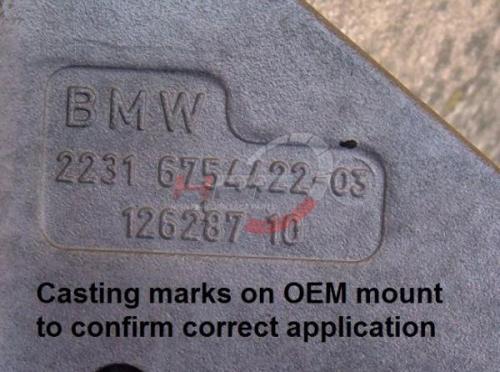 BMW
2231 6754422-03
126287 10
Casting marks on OEM mount
to confirm correct application